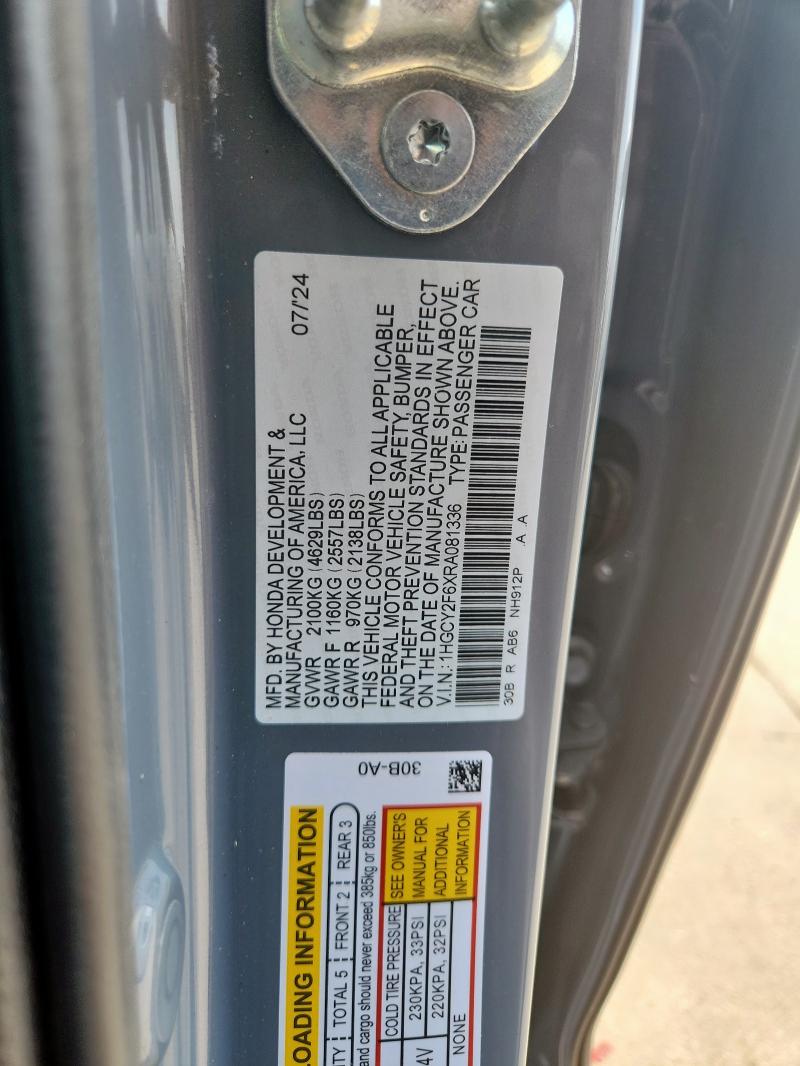 MFD. BY HONDA DEVELOPMENT &
MANUFACTURING OF AMERICA, LLC 07/'24
GVWR 2100KG (4629LBS)
GAWR F 1160KG (2557LBS)
GAWR R 970KG (2138LBS)
THIS VEHICLE CONFORMS TO ALL APPLICABLE
FEDERAL MOTOR VEHICLE SAFETY, BUMPER,
AND THEFT PREVENTION STANDARDS IN EFFECT
ON THE DATE OF MANUFACTURE SHOWN ABOVE.
V.I.N.: 1HGCY2F6XRA081336 TYPE: PASSENGER CAR
30B R AB6 NH912P .A .A
30B-A0
LOADING INFORMATION
TOTAL 5 FRONT 2 REAR 3
and cargo should never exceed 385kg or 850lbs.
COLD TIRE PRESSURE SEE OWNER'S
230KPA, 33PSI MANUAL FOR
220KPA, 32PSI ADDITIONAL
NONE INFORMATION